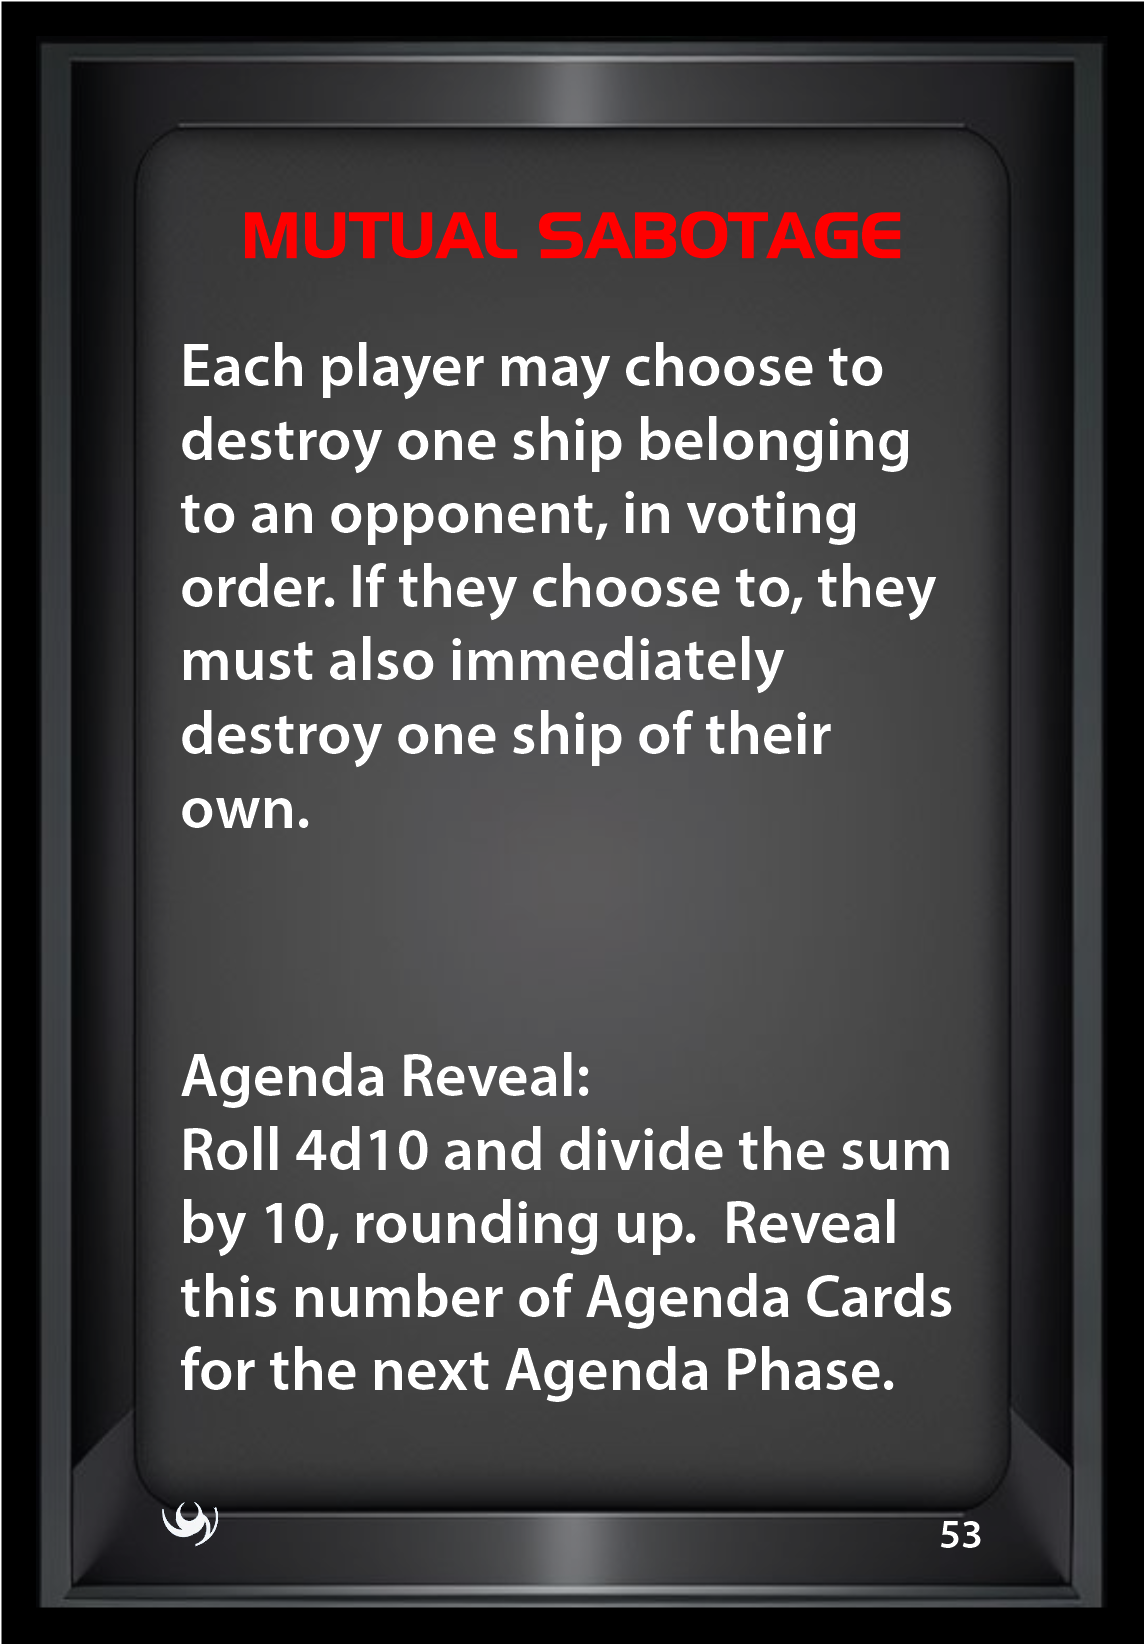 MUTUAL SABOTAGE
Each player may choose to
destroy one ship belonging
to an opponent, in voting
order. If they choose to, they
must also immediately
destroy one ship of their
own.
Agenda Reveal:
Roll 4d10 and divide the sum
by 10, rounding up.  Reveal
this number of Agenda Cards
for the next Agenda Phase.
53